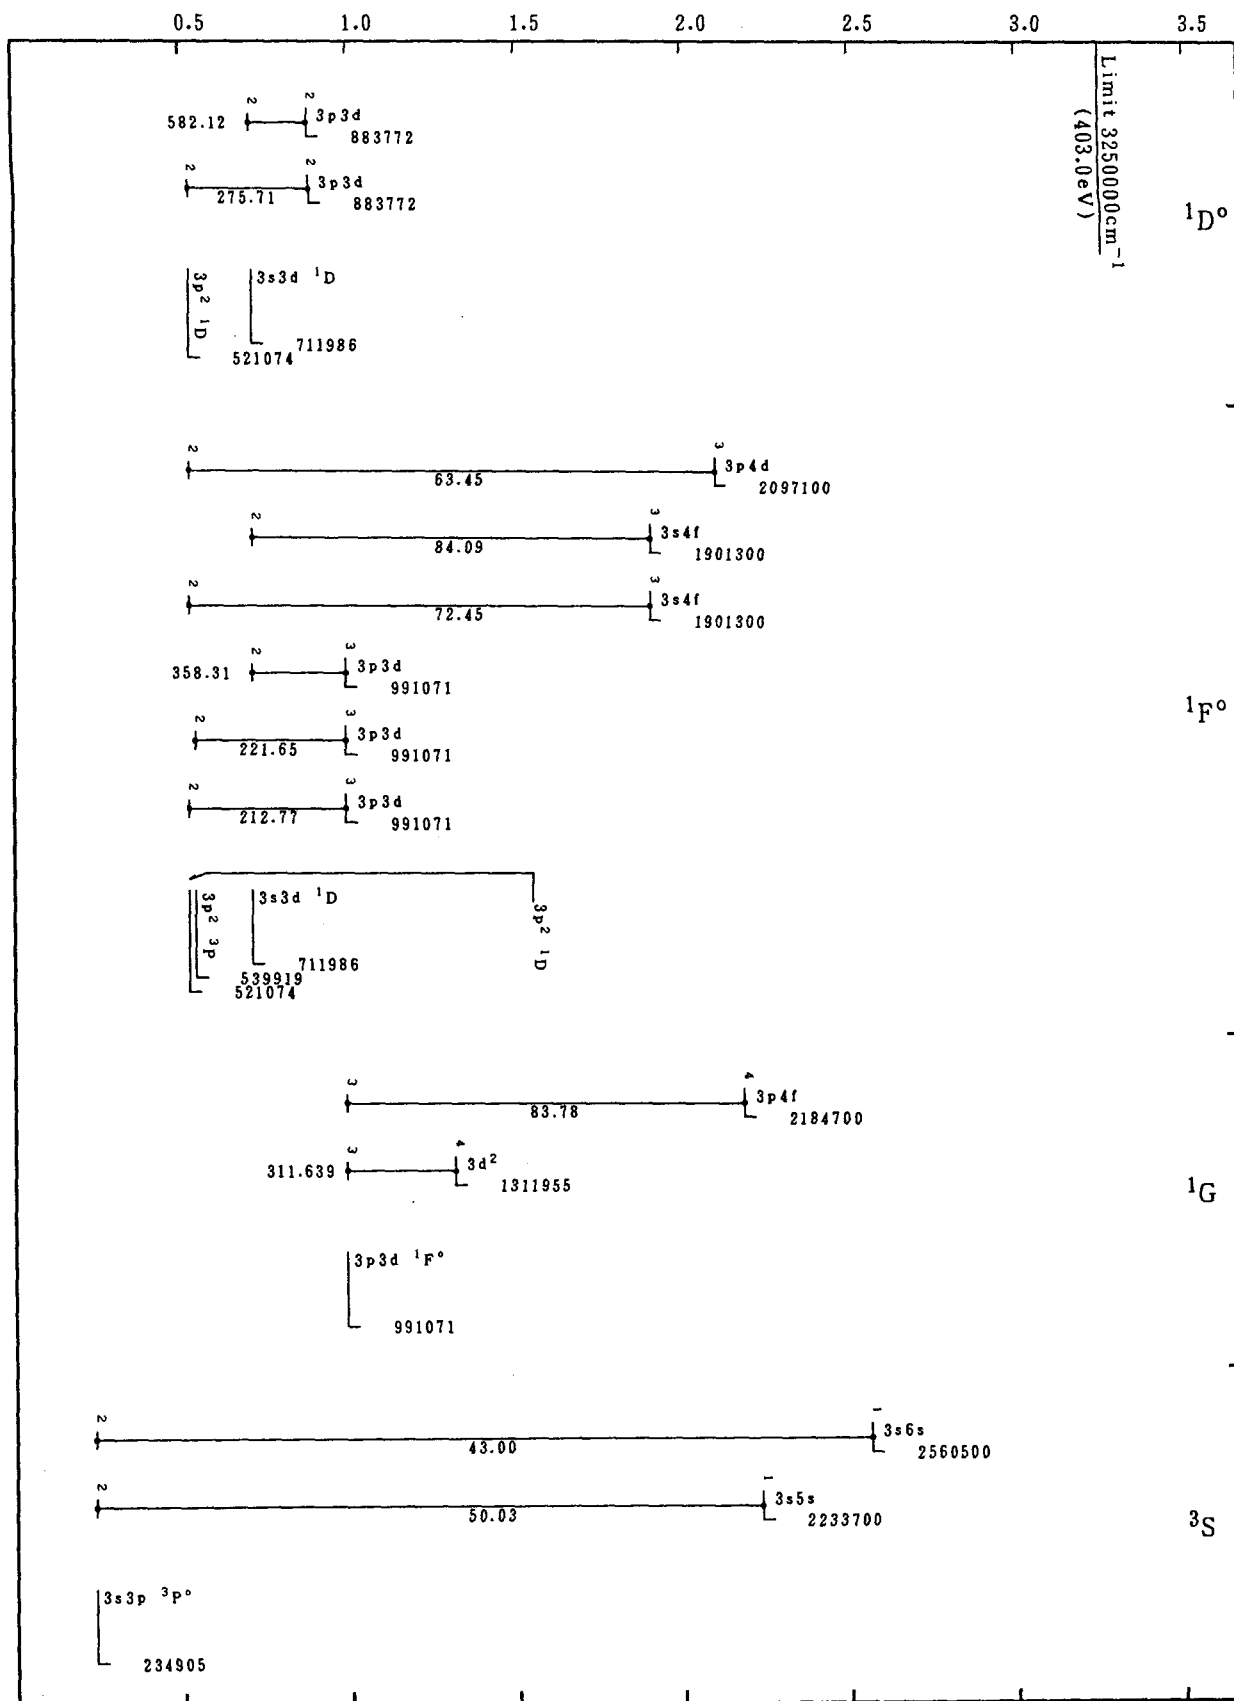 0.5 1.0 1.5 2.0 2.5 3.0 3.5
Limit 3250000cm⁻¹
(403.0eV)
2 2
582.12 3p3d
883772
2 2
275.71 3p3d
883772
¹D°
3p² ¹D 3s3d ¹D
711986
521074
2 3
63.45 3p4d
2097100
2 3
84.09 3s4f
1901300
2 3
72.45 3s4f
1901300
2 3
358.31 3p3d
991071
¹F°
2 3
221.65 3p3d
991071
2 3
212.77 3p3d
991071
3p² ³P 3s3d ¹D 3p² ¹D
711986
539919
521074
3 4
83.78 3p4f
2184700
3 4
311.639 3d²
1311955
¹G
3p3d ¹F°
991071
2 1
43.00 3s6s
2560500
2 1
50.03 3s5s
2233700
³S
3s3p ³P°
234905